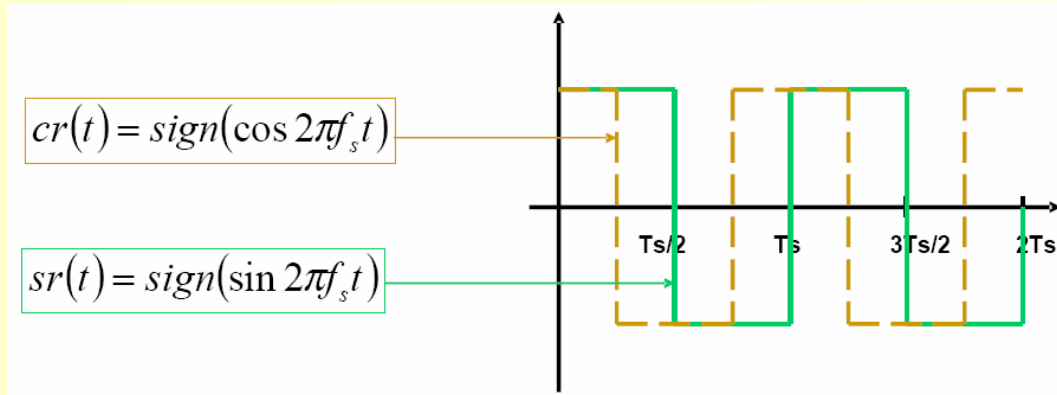 cr(t) = sign(cos 2πf_s t)
Ts/2 Ts 3Ts/2 2Ts
sr(t) = sign(sin 2πf_s t)